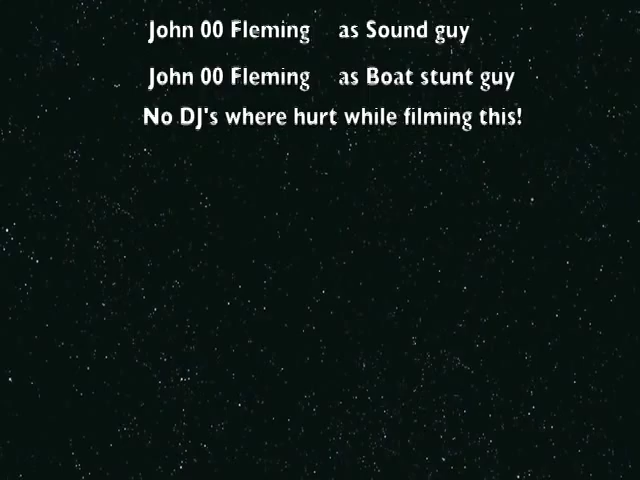 John 00 Fleming as Sound guy
John 00 Fleming as Boat stunt guy
No DJ's where hurt while filming this!